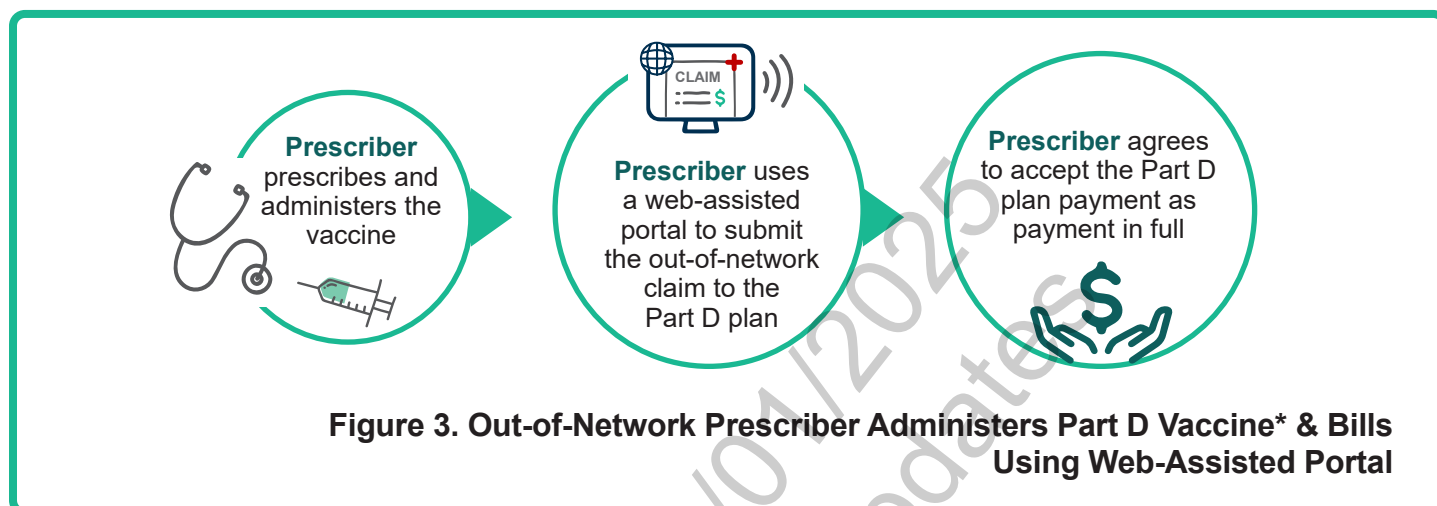 Prescriber
prescribes and
administers the
vaccine
CLAIM
$
Prescriber uses
a web-assisted
portal to submit
the out-of-network
claim to the
Part D plan
Prescriber agrees
to accept the Part D
plan payment as
payment in full
$
/01/2025
Figure 3. Out-of-Network Prescriber Administers Part D Vaccine* & Bills
Using Web-Assisted Portal